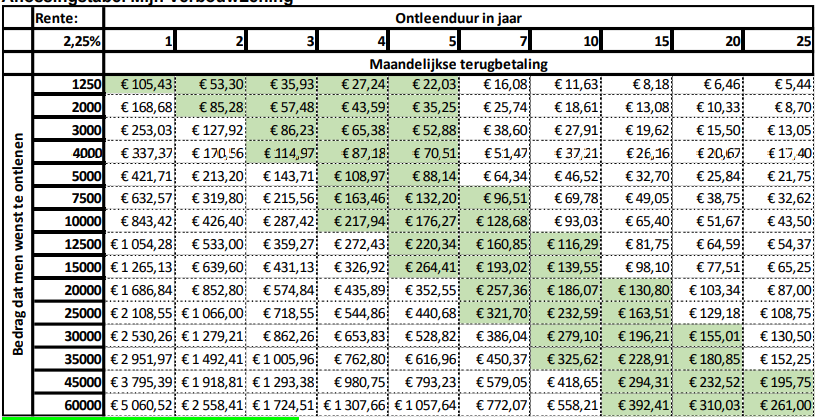 Rente: Ontleenduur in jaar
2,25% 1 2 3 4 5 7 10 15 20 25
Maandelijkse terugbetaling
Bedrag dat men wenst te ontlenen
1250 € 105,43 € 53,30 € 35,93 € 27,24 € 22,03 € 16,08 € 11,63 € 8,18 € 6,46 € 5,44
2000 € 168,68 € 85,28 € 57,48 € 43,59 € 35,25 € 25,74 € 18,61 € 13,08 € 10,33 € 8,70
3000 € 253,03 € 127,92 € 86,23 € 65,38 € 52,88 € 38,60 € 27,91 € 19,62 € 15,50 € 13,05
4000 € 337,37 € 170,56 € 114,97 € 87,18 € 70,51 € 51,47 € 37,21 € 26,16 € 20,67 € 17,40
5000 € 421,71 € 213,20 € 143,71 € 108,97 € 88,14 € 64,34 € 46,52 € 32,70 € 25,84 € 21,75
7500 € 632,57 € 319,80 € 215,56 € 163,46 € 132,20 € 96,51 € 69,78 € 49,05 € 38,75 € 32,62
10000 € 843,42 € 426,40 € 287,42 € 217,94 € 176,27 € 128,68 € 93,03 € 65,40 € 51,67 € 43,50
12500 € 1 054,28 € 533,00 € 359,27 € 272,43 € 220,34 € 160,85 € 116,29 € 81,75 € 64,59 € 54,37
15000 € 1 265,13 € 639,60 € 431,13 € 326,92 € 264,41 € 193,02 € 139,55 € 98,10 € 77,51 € 65,25
20000 € 1 686,84 € 852,80 € 574,84 € 435,89 € 352,55 € 257,36 € 186,07 € 130,80 € 103,34 € 87,00
25000 € 2 108,55 € 1 066,00 € 718,55 € 544,86 € 440,68 € 321,70 € 232,59 € 163,51 € 129,18 € 108,75
30000 € 2 530,26 € 1 279,21 € 862,26 € 653,83 € 528,82 € 386,04 € 279,10 € 196,21 € 155,01 € 130,50
35000 € 2 951,97 € 1 492,41 € 1 005,96 € 762,80 € 616,96 € 450,37 € 325,62 € 228,91 € 180,85 € 152,25
45000 € 3 795,39 € 1 918,81 € 1 293,38 € 980,75 € 793,23 € 579,05 € 418,65 € 294,31 € 232,52 € 195,75
60000 € 5 060,52 € 2 558,41 € 1 724,51 € 1 307,66 € 1 057,64 € 772,07 € 558,21 € 392,41 € 310,03 € 261,00